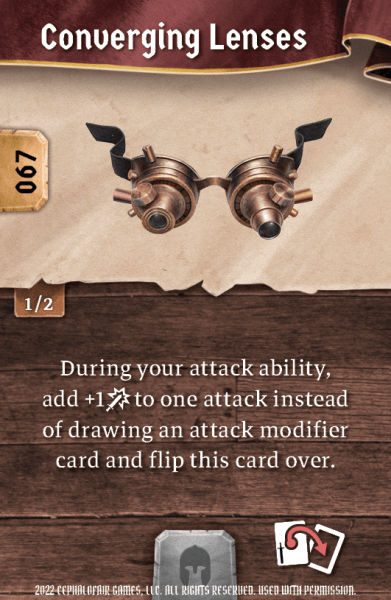 Converging Lenses
067
1/2
During your attack ability,
add +1 to one attack instead
of drawing an attack modifier
card and flip this card over.
2022 CEPHALOFAIR GAMES, LLC. ALL RIGHTS RESERVED. USED WITH PERMISSION.